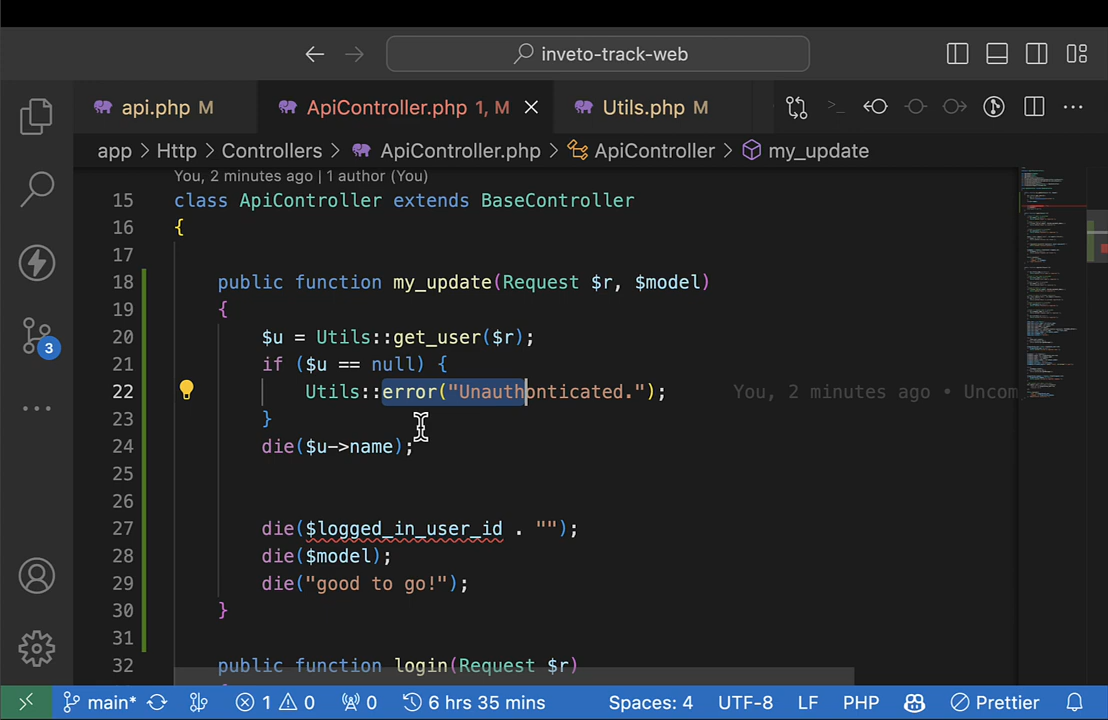 inveto-track-web
api.php M
ApiController.php 1, M
Utils.php M
app > Http > Controllers > ApiController.php > ApiController > my_update
You, 2 minutes ago | 1 author (You)
15 class ApiController extends BaseController
16 {
17
18 public function my_update(Request $r, $model)
19 {
20 $u = Utils::get_user($r);
21 if ($u == null) {
22 Utils::error("Unauthonticated."); You, 2 minutes ago • Uncom
23 }
24 die($u->name);
25
26
27 die($logged_in_user_id . "");
28 die($model);
29 die("good to go!");
30 }
31
32 public function login(Request $r)
3
main* 1 0 0 6 hrs 35 mins Spaces: 4 UTF-8 LF PHP Prettier